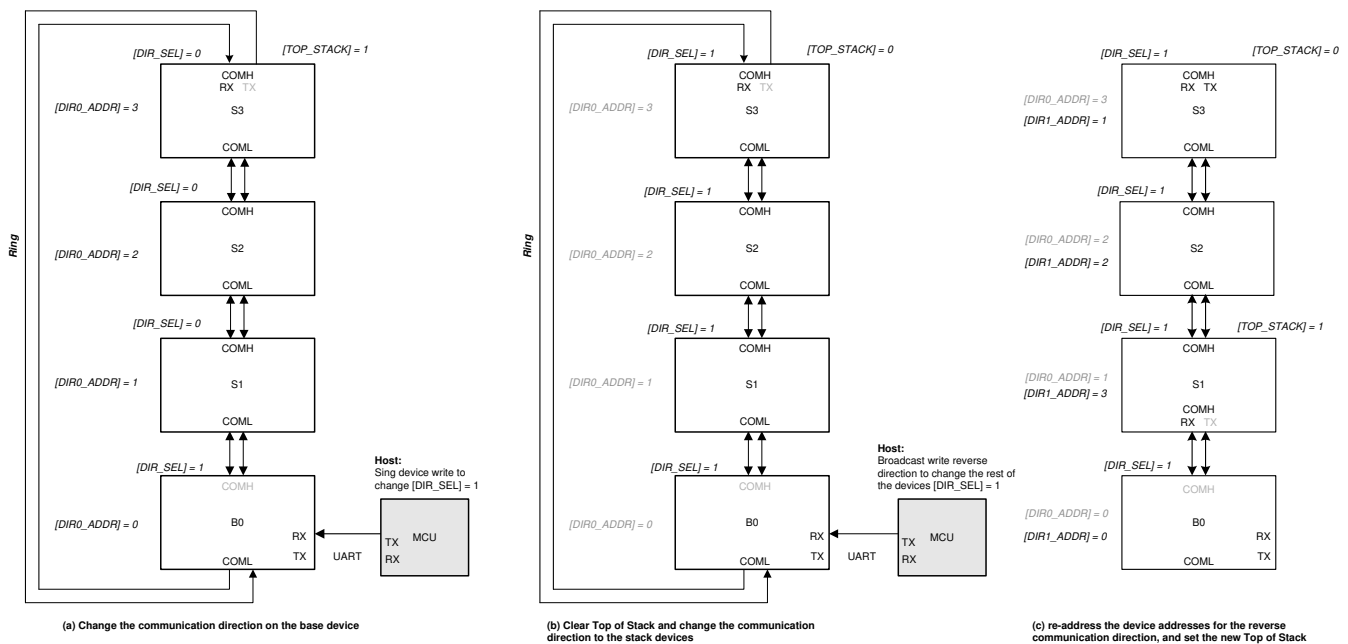 [DIR_SEL] = 0
[TOP_STACK] = 1
COMH
RX TX
[DIR0_ADDR] = 3
S3
COML
[DIR_SEL] = 0
COMH
Ring
S2
[DIR0_ADDR] = 2
COML
[DIR_SEL] = 0
COMH
[DIR0_ADDR] = 1
S1
COML
[DIR_SEL] = 1
Host:
Sing device write to
change [DIR_SEL] = 1
COMH
[DIR0_ADDR] = 0
B0
RX
TX
COML
UART
TX
MCU
RX
(a) Change the communication direction on the base device
[DIR_SEL] = 1
[TOP_STACK] = 0
COMH
RX TX
[DIR0_ADDR] = 3
S3
COML
[DIR_SEL] = 1
COMH
Ring
S2
[DIR0_ADDR] = 2
COML
[DIR_SEL] = 1
COMH
[DIR0_ADDR] = 1
S1
COML
[DIR_SEL] = 1
Host:
Broadcast write reverse
direction to change the rest of
the devices [DIR_SEL] = 1
COMH
[DIR0_ADDR] = 0
B0
RX
TX
COML
UART
TX
MCU
RX
(b) Clear Top of Stack and change the communication
direction to the stack devices
[DIR_SEL] = 1
[TOP_STACK] = 0
COMH
RX TX
[DIR0_ADDR] = 3
[DIR1_ADDR] = 1
S3
COML
[DIR_SEL] = 1
COMH
[DIR0_ADDR] = 2
[DIR1_ADDR] = 2
S2
COML
[DIR_SEL] = 1
[TOP_STACK] = 1
COMH
[DIR0_ADDR] = 1
[DIR1_ADDR] = 3
S1
COMH
RX TX
[DIR_SEL] = 1
COMH
[DIR0_ADDR] = 0
[DIR1_ADDR] = 0
B0
RX
TX
COML
(c) re-address the device addresses for the reverse
communication direction, and set the new Top of Stack